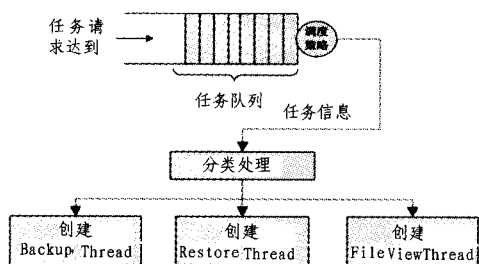 任务请
求达到
调度
策略
任务队列
任务信息
分类处理
创建
Backup Thread
创建
Restore Thread
创建
FileViewThread